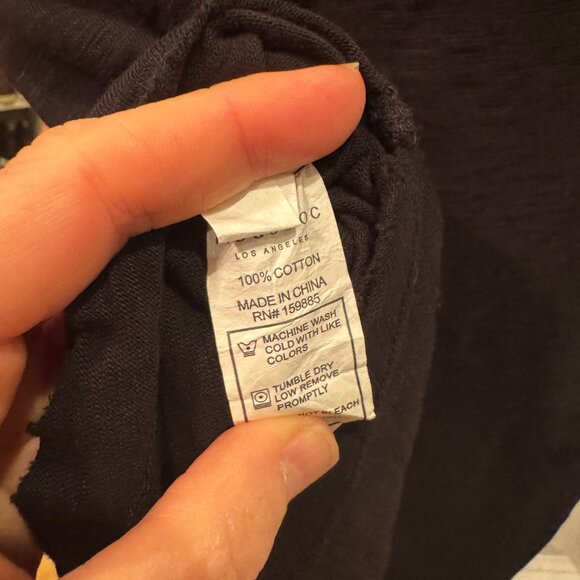 LOS ANGELES
100% COTTON
MADE IN CHINA
RN# 159885
MACHINE WASH
COLD WITH LIKE
COLORS
TUMBLE DRY
LOW REMOVE
PROMPTLY
BLEACH